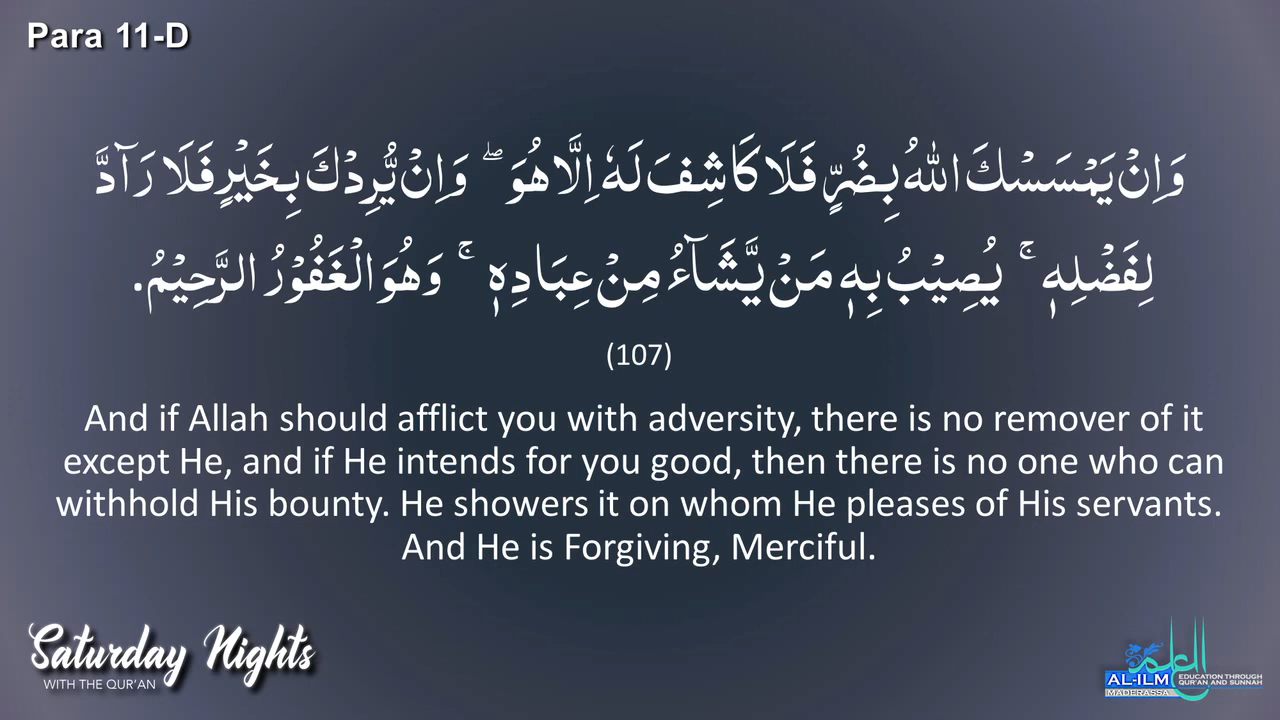 Para 11-D
وَاِنۡ يَّمۡسَسۡكَ اللّٰهُ بِضُرٍّ فَلَا كَاشِفَ لَهٗۤ اِلَّا هُوَ ‌ۖ وَاِنۡ يُّرِدۡكَ بِخَيۡرٍ فَلَا رَآدَّ
لِفَضۡلِهٖ‌ ۚ يُصِيۡبُ بِهٖ مَنۡ يَّشَآءُ مِنۡ عِبَادِهٖ‌ ۚ وَهُوَ الۡغَفُوۡرُ الرَّحِيۡمُ.
(107)
And if Allah should afflict you with adversity, there is no remover of it
except He, and if He intends for you good, then there is no one who can
withhold His bounty. He showers it on whom He pleases of His servants.
And He is Forgiving, Merciful.
Saturday Nights
WITH THE QUR'AN
العلم
AL-ILM
MADERASSA
EDUCATION THROUGH
QUR'AN AND SUNNAH